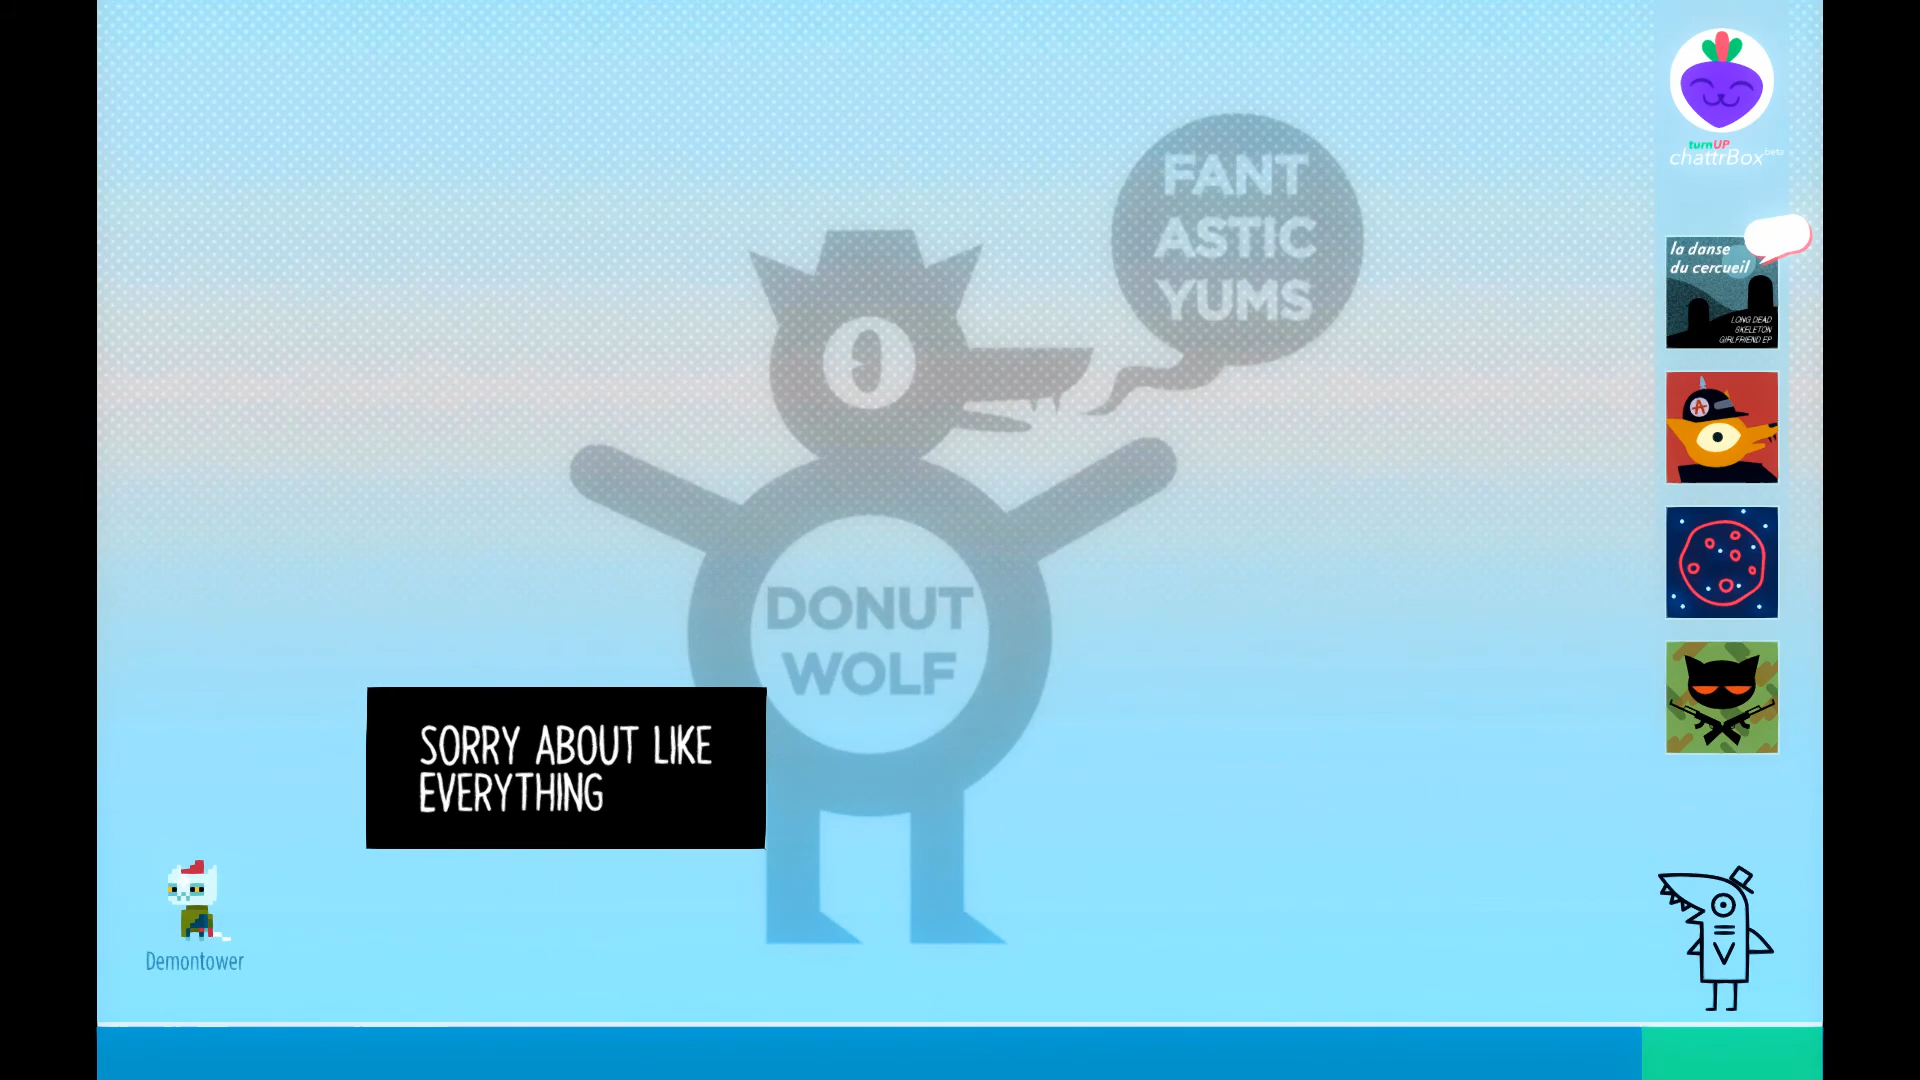 turnUP
chattrBox beta
FANT
ASTIC
YUMS
la danse
du cercueil
LONG DEAD
SKELETON
GIRLFRIEND EP
A
DONUT
WOLF
SORRY ABOUT LIKE
EVERYTHING
Demontower